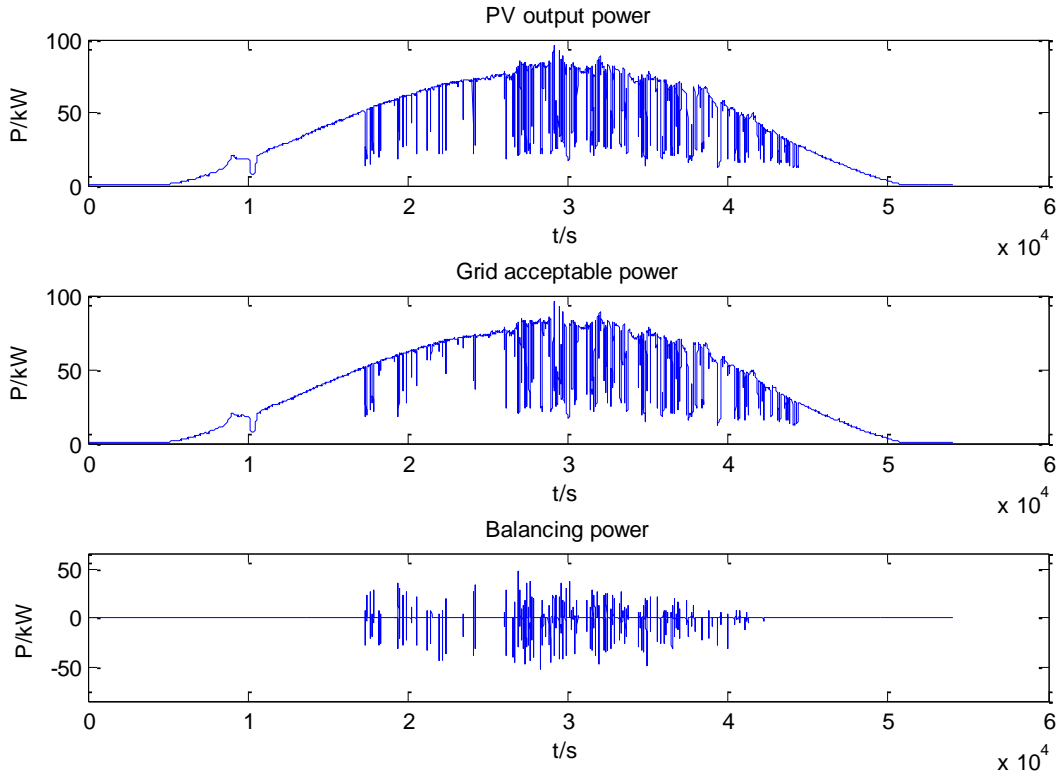 PV output power
100
50
0
P/kW
0 1 2 3 4 5 6
t/s
x 10^4
Grid acceptable power
100
50
0
P/kW
0 1 2 3 4 5 6
t/s
x 10^4
Balancing power
50
0
-50
P/kW
0 1 2 3 4 5 6
t/s
x 10^4